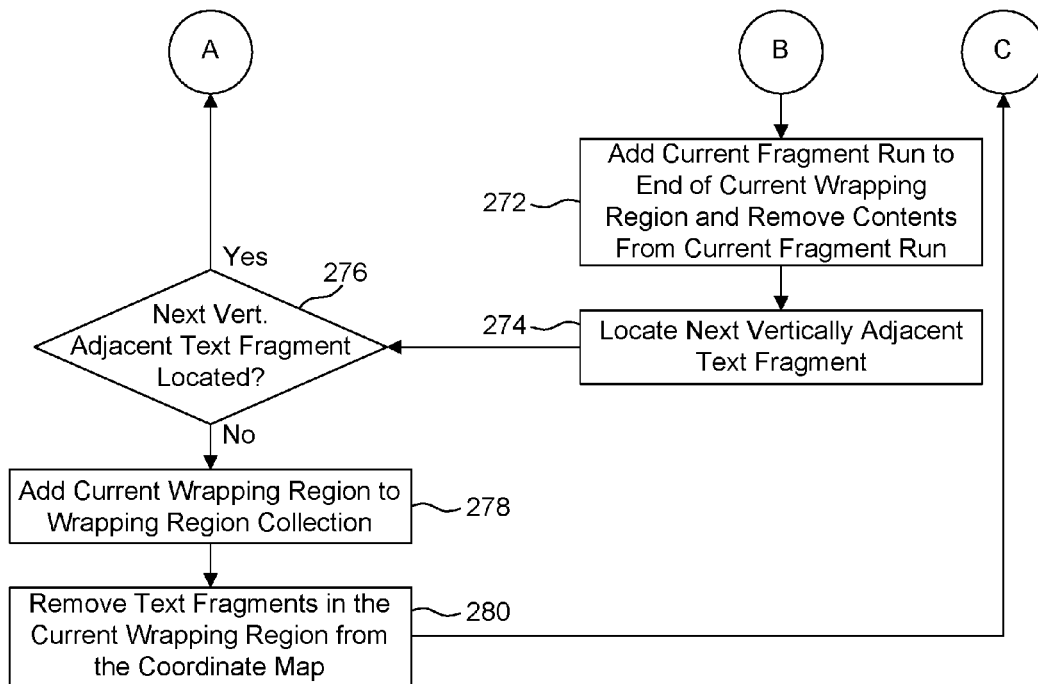 A
B
C
Add Current Fragment Run to
End of Current Wrapping
Region and Remove Contents
From Current Fragment Run
272
Yes
276
Next Vert.
Adjacent Text Fragment
Located?
274
Locate Next Vertically Adjacent
Text Fragment
No
Add Current Wrapping Region to
Wrapping Region Collection
278
Remove Text Fragments in the
Current Wrapping Region from
the Coordinate Map
280